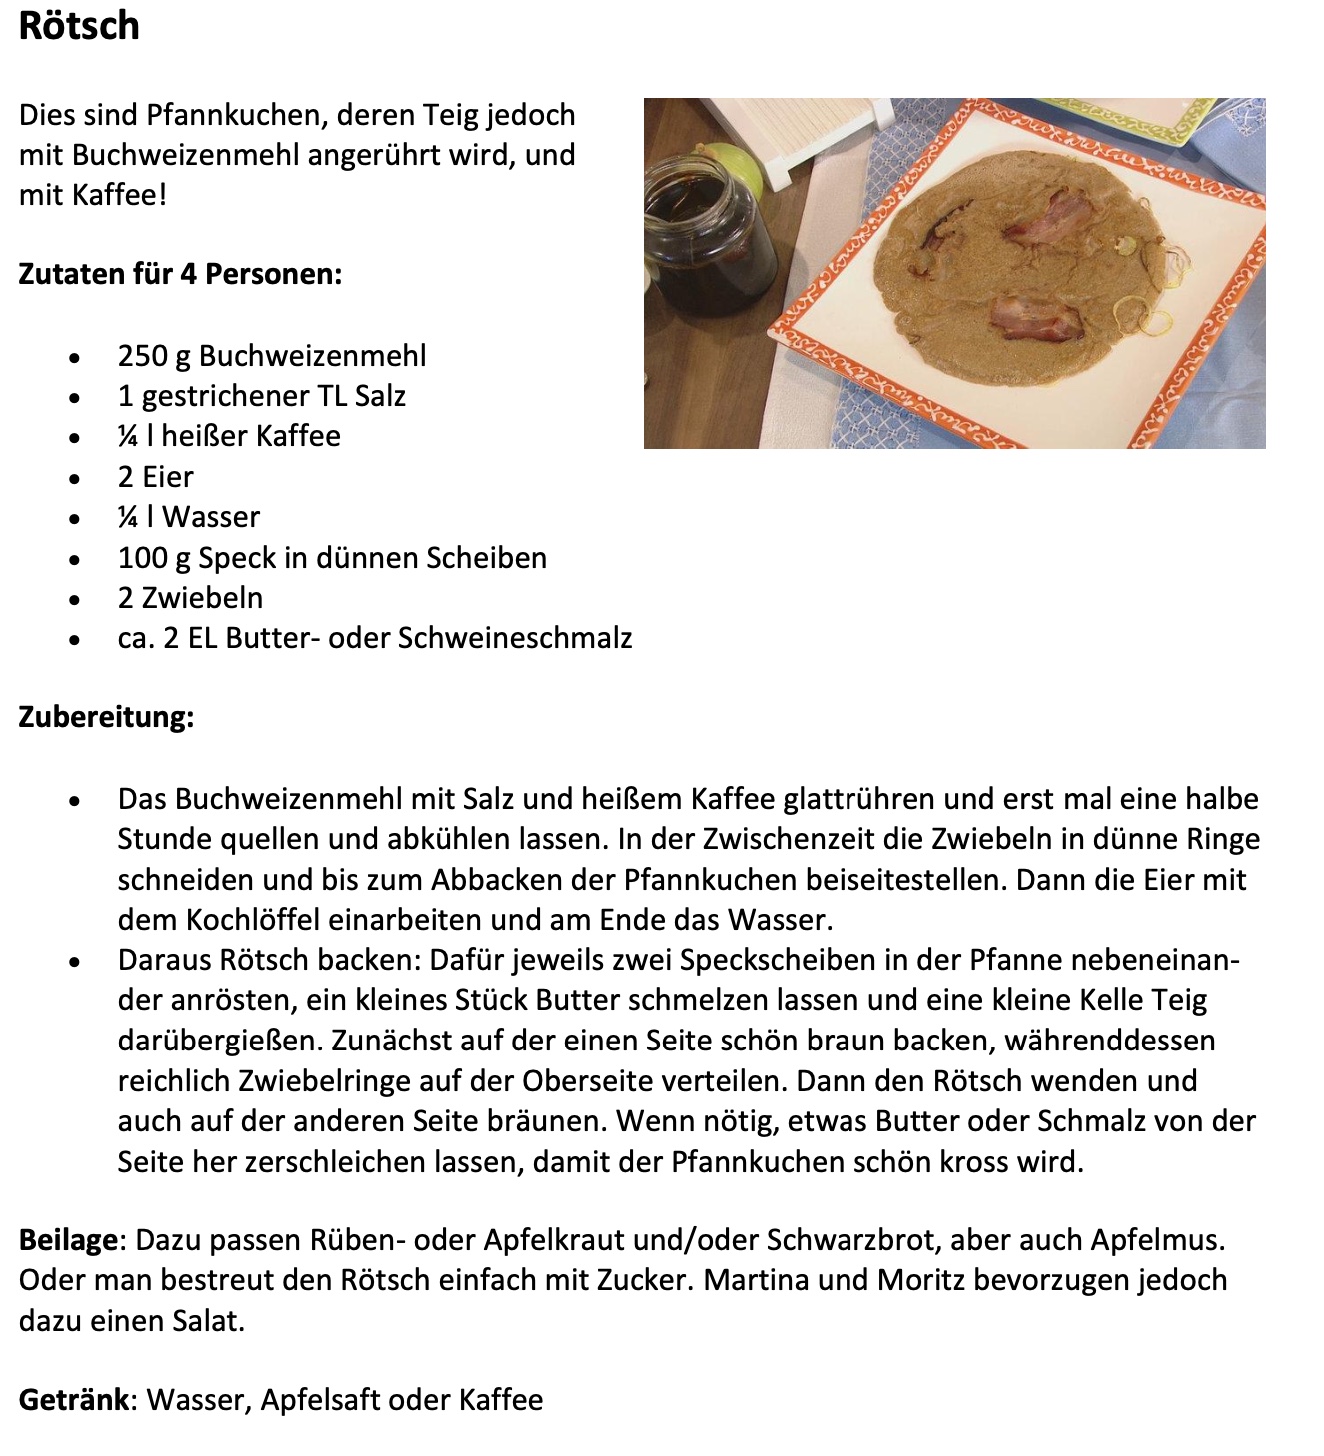 Rötsch
Dies sind Pfannkuchen, deren Teig jedoch
mit Buchweizenmehl angerührt wird, und
mit Kaffee!
Zutaten für 4 Personen:
• 250 g Buchweizenmehl
• 1 gestrichener TL Salz
• ¼ l heißer Kaffee
• 2 Eier
• ¼ l Wasser
• 100 g Speck in dünnen Scheiben
• 2 Zwiebeln
• ca. 2 EL Butter- oder Schweineschmalz
Zubereitung:
• Das Buchweizenmehl mit Salz und heißem Kaffee glattrühren und erst mal eine halbe
Stunde quellen und abkühlen lassen. In der Zwischenzeit die Zwiebeln in dünne Ringe
schneiden und bis zum Abbacken der Pfannkuchen beiseitestellen. Dann die Eier mit
dem Kochlöffel einarbeiten und am Ende das Wasser.
• Daraus Rötsch backen: Dafür jeweils zwei Speckscheiben in der Pfanne nebeneinan-
der anrösten, ein kleines Stück Butter schmelzen lassen und eine kleine Kelle Teig
darübergießen. Zunächst auf der einen Seite schön braun backen, währenddessen
reichlich Zwiebelringe auf der Oberseite verteilen. Dann den Rötsch wenden und
auch auf der anderen Seite bräunen. Wenn nötig, etwas Butter oder Schmalz von der
Seite her zerschleichen lassen, damit der Pfannkuchen schön kross wird.
Beilage: Dazu passen Rüben- oder Apfelkraut und/oder Schwarzbrot, aber auch Apfelmus.
Oder man bestreut den Rötsch einfach mit Zucker. Martina und Moritz bevorzugen jedoch
dazu einen Salat.
Getränk: Wasser, Apfelsaft oder Kaffee